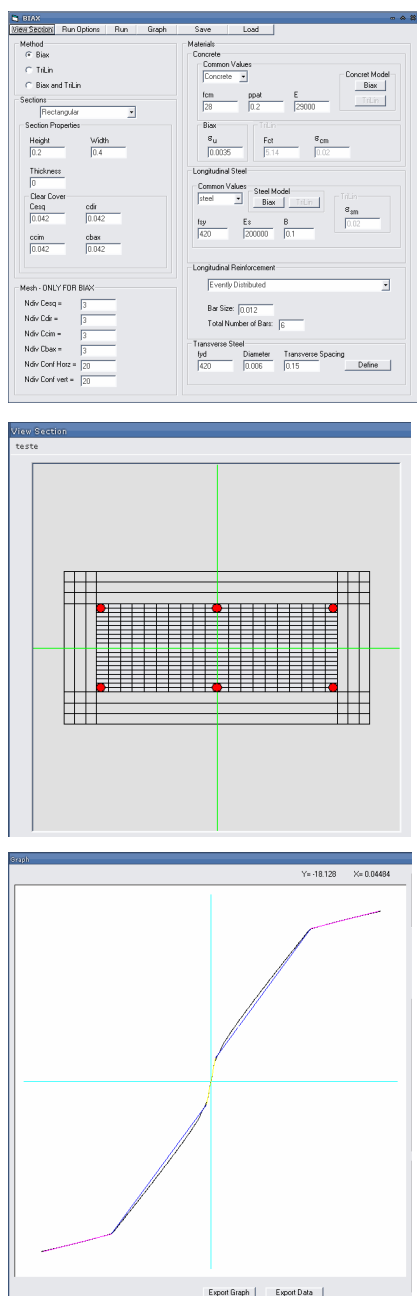 BIAX
View Section Run Options Run Graph Save Load
Method
Biax
TriLin
Biax and TriLin
Sections
Rectangular
Section Properties
Height Width
0.2 0.4
Thickness
0
Clear Cover
Cesq cdir
0.042 0.042
ccim cbax
0.042 0.042
Mesh - ONLY FOR BIAX
Ndiv Cesq = 3
Ndiv Cdir = 3
Ndiv Ccim = 3
Ndiv Cbax = 3
Ndiv Conf Horz = 20
Ndiv Conf vert = 20
Materials
Concrete
Common Values
Concrete
Concret Model
Biax
TriLin
fcm ppat E
28 0.2 29000
Biax
εu
0.0035
TriLin
Fct εcm
5.14 0.02
Longitudinal Steel
Common Values
steel
Steel Model
Biax TriLin
TriLin
εsm
0.02
fsy Es B
420 200000 0.1
Longitudinal Reinforcement
Evently Distributed
Bar Size: 0.012
Total Number of Bars: 6
Transverse Steel
fyd Diameter Transverse Spacing
420 0.006 0.15 Define
View Section
teste
Graph
Y= -18.128 X= 0.04484
Export Graph Export Data